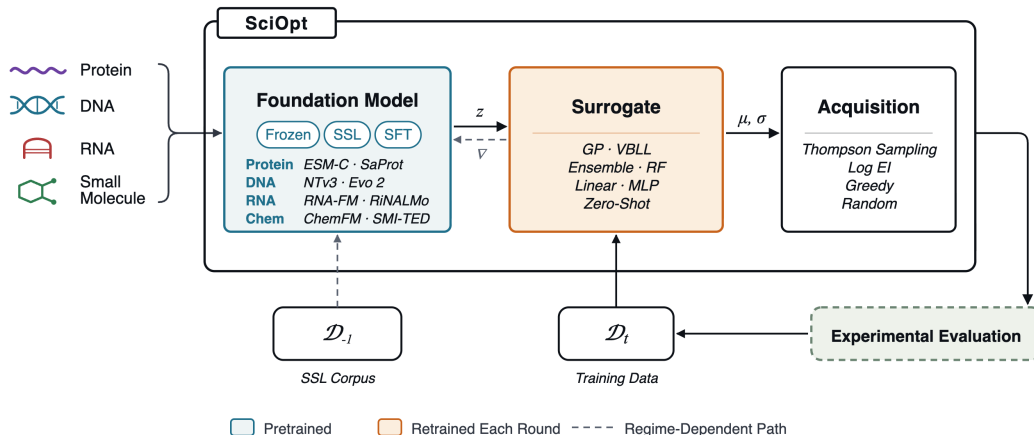 SciOpt
Protein
DNA
RNA
Small
Molecule
Foundation Model
Frozen SSL SFT
Protein ESM-C · SaProt
DNA NTv3 · Evo 2
RNA RNA-FM · RiNALMo
Chem ChemFM · SMI-TED
z
∇
Surrogate
GP · VBLL
Ensemble · RF
Linear · MLP
Zero-Shot
μ, σ
Acquisition
Thompson Sampling
Log EI
Greedy
Random
𝒟-1
SSL Corpus
𝒟t
Training Data
Experimental Evaluation
Pretrained
Retrained Each Round
Regime-Dependent Path